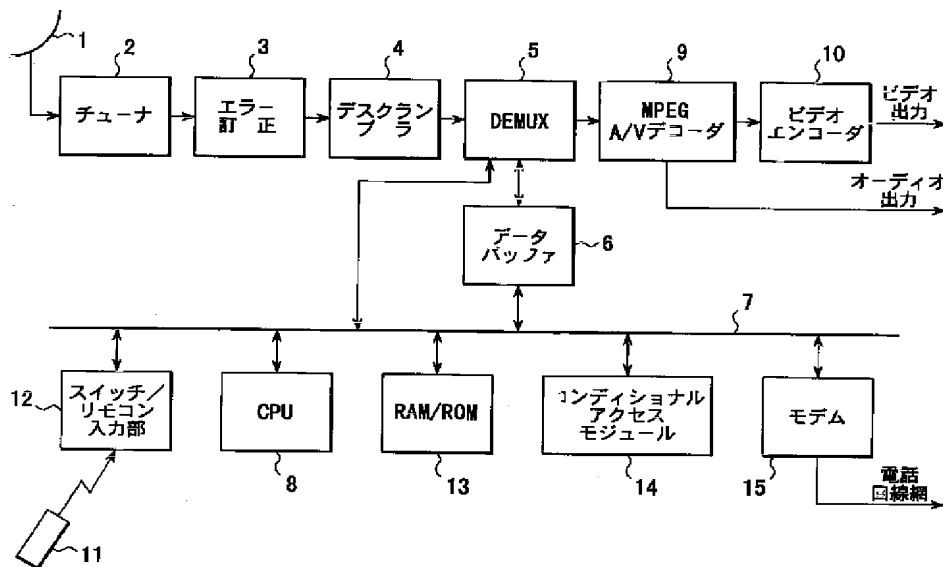 1
2
3
4
5
9
10
チューナ
エラー
訂 正
デスクラン
ブラ
DEMUX
MPEG
A/Vデコーダ
ビデオ
エンコーダ
ビデオ
出力
オーディオ
出力
データ
バッファ
6
7
12
スイッチ/
リモコン
入力部
CPU
RAM/ROM
コンディショナル
アクセス
モジュール
モデム
8
13
14
15
電話
回線網
11